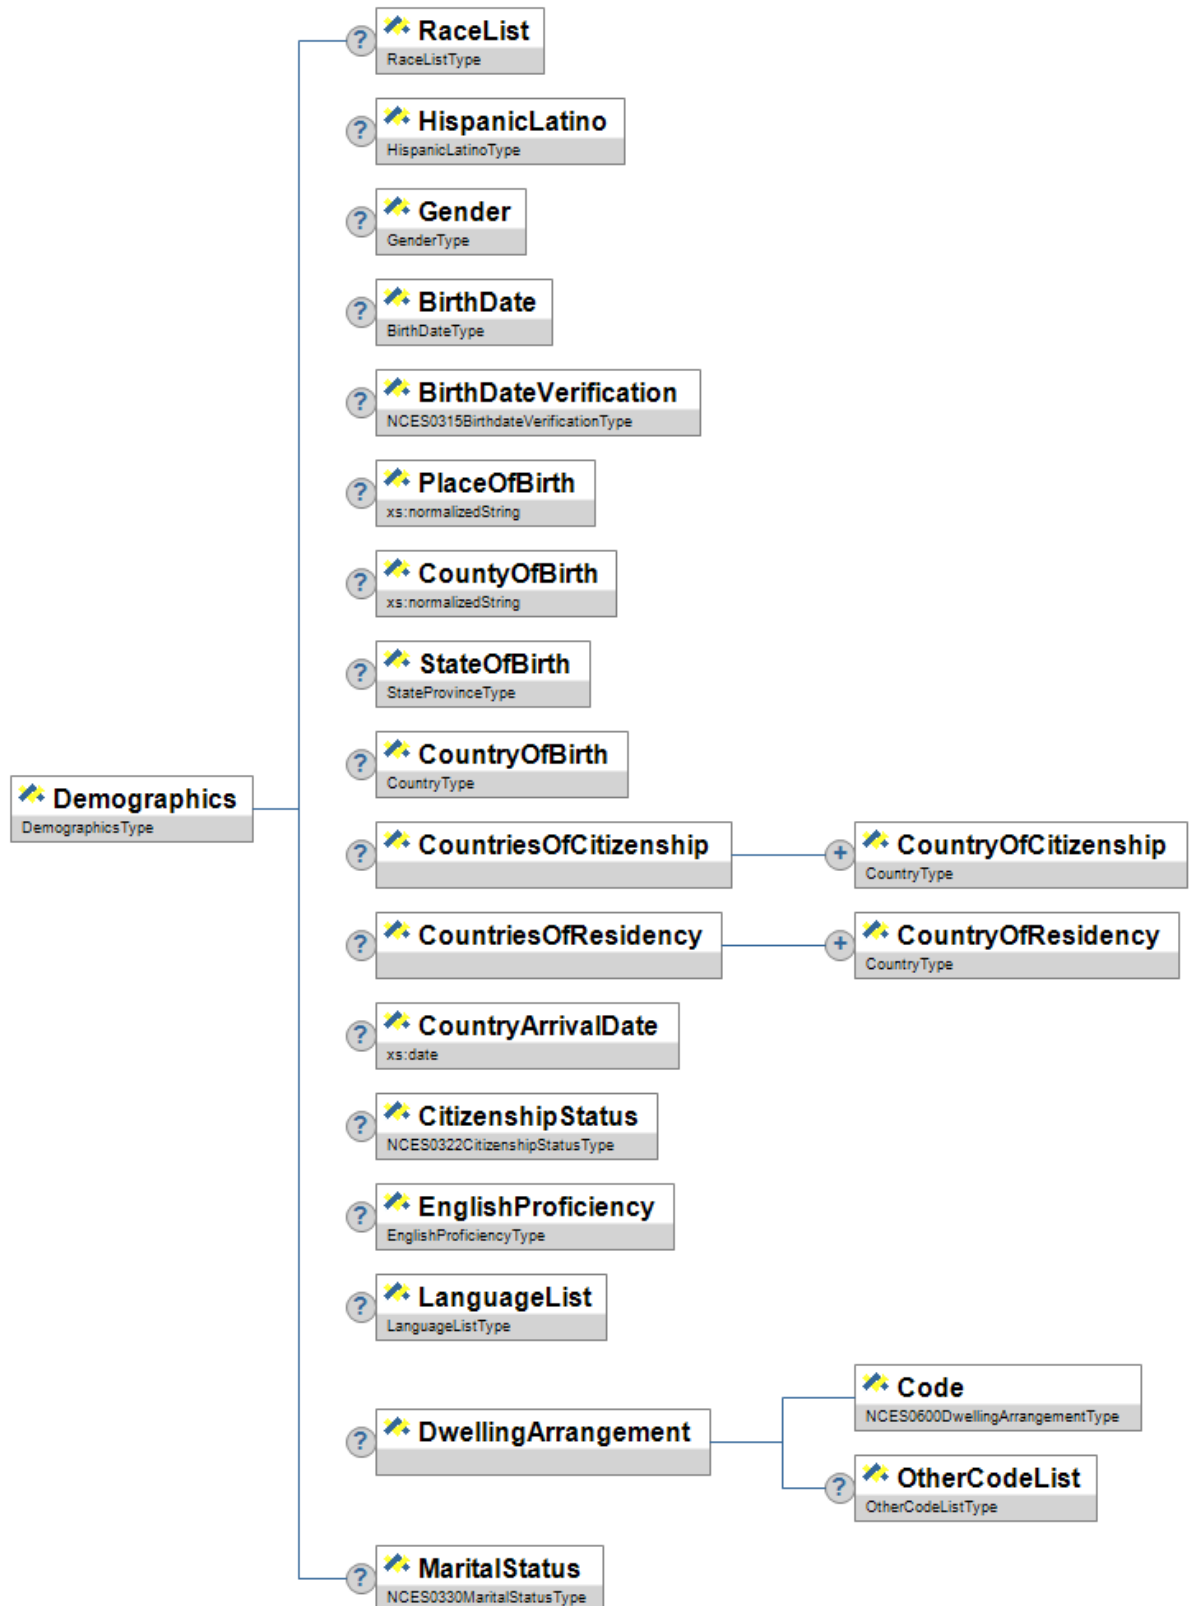 ?
RaceList
RaceListType
?
HispanicLatino
HispanicLatinoType
?
Gender
GenderType
?
BirthDate
BirthDateType
?
BirthDateVerification
NCES0315BirthdateVerificationType
?
PlaceOfBirth
xs:normalizedString
?
CountyOfBirth
xs:normalizedString
?
StateOfBirth
StateProvinceType
?
CountryOfBirth
CountryType
Demographics
DemographicsType
?
CountriesOfCitizenship
+
CountryOfCitizenship
CountryType
?
CountriesOfResidency
+
CountryOfResidency
CountryType
?
CountryArrivalDate
xs:date
?
CitizenshipStatus
NCES0322CitizenshipStatusType
?
EnglishProficiency
EnglishProficiencyType
?
LanguageList
LanguageListType
?
DwellingArrangement
Code
NCES0600DwellingArrangementType
?
OtherCodeList
OtherCodeListType
?
MaritalStatus
NCES0330MaritalStatusType